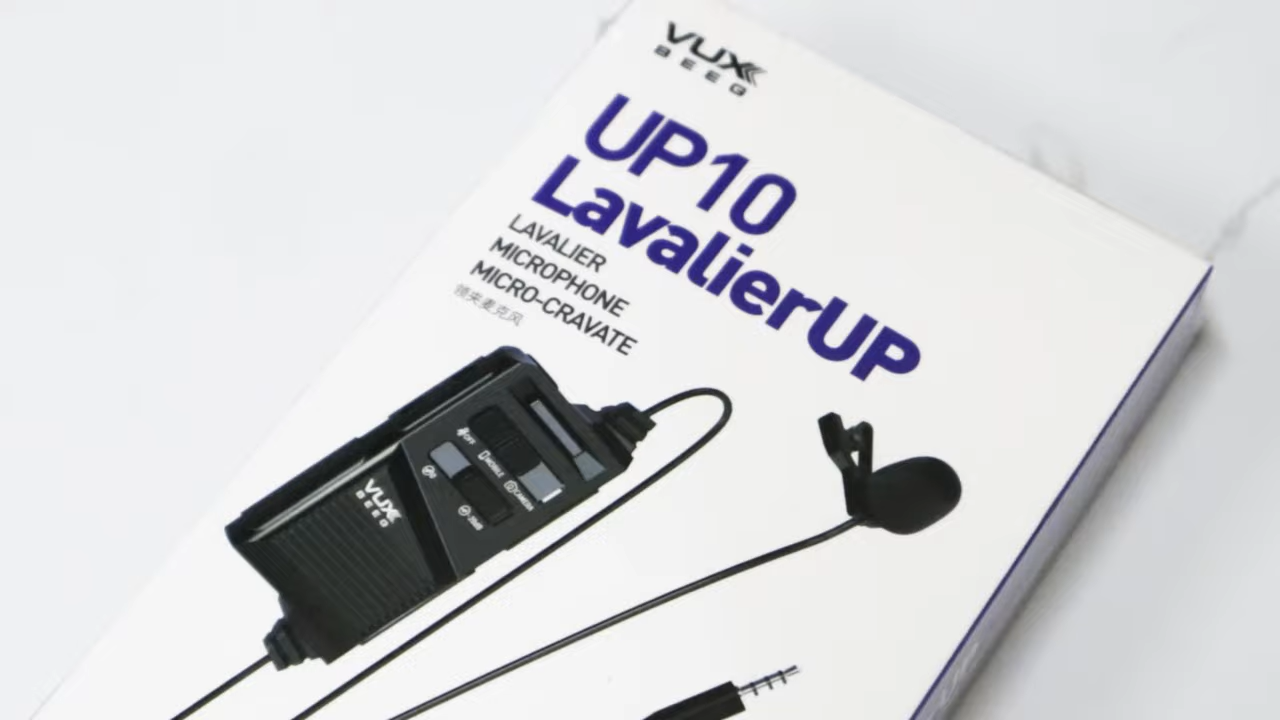 VUX
BEEG
UP10
LavalierUP
LAVALIER
MICROPHONE
MICRO-CRAVATE
领夹麦克风
OFF
MOBILE
CAMERA
VUX
BEEG